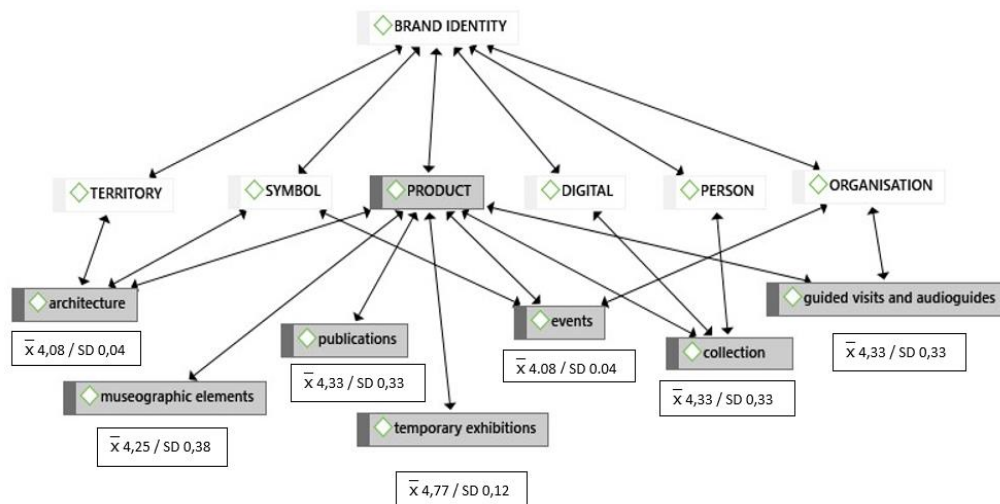 BRAND IDENTITY
TERRITORY
SYMBOL
PRODUCT
DIGITAL
PERSON
ORGANISATION
architecture
x̅ 4,08 / SD 0,04
museographic elements
x̅ 4,25 / SD 0,38
publications
x̅ 4,33 / SD 0,33
temporary exhibitions
x̅ 4,77 / SD 0,12
events
x̅ 4.08 / SD 0.04
collection
x̅ 4,33 / SD 0,33
guided visits and audioguides
x̅ 4,33 / SD 0,33